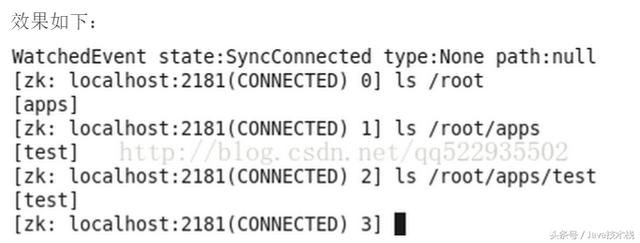 效果如下：
WatchedEvent state:SyncConnected type:None path:null
[zk: localhost:2181(CONNECTED) 0] ls /root
[apps]
[zk: localhost:2181(CONNECTED) 1] ls /root/apps
[test]
http://blog.csdn.net/qq522935502
[zk: localhost:2181(CONNECTED) 2] ls /root/apps/test
[test]
[zk: localhost:2181(CONNECTED) 3]
头条号 / Java技术栈